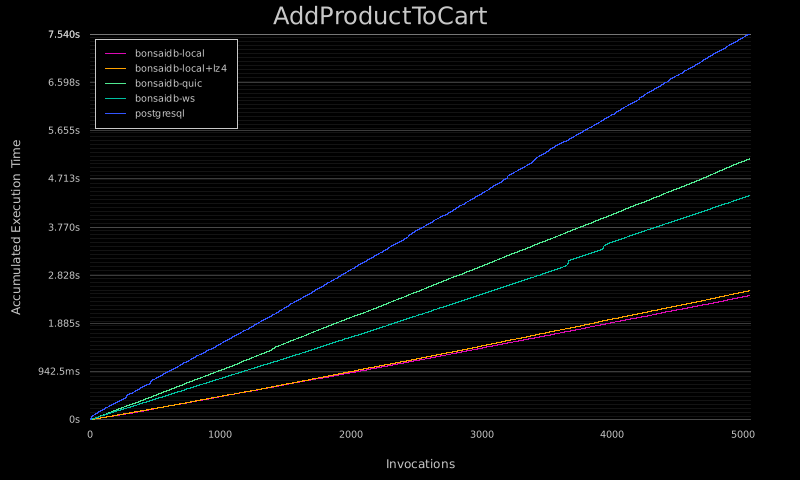 AddProductToCart
7.540s
6.598s
5.655s
4.713s
3.770s
2.828s
1.885s
942.5ms
0s
Accumulated Execution Time
bonsaidb-local
bonsaidb-local+lz4
bonsaidb-quic
bonsaidb-ws
postgresql
0 1000 2000 3000 4000 5000
Invocations